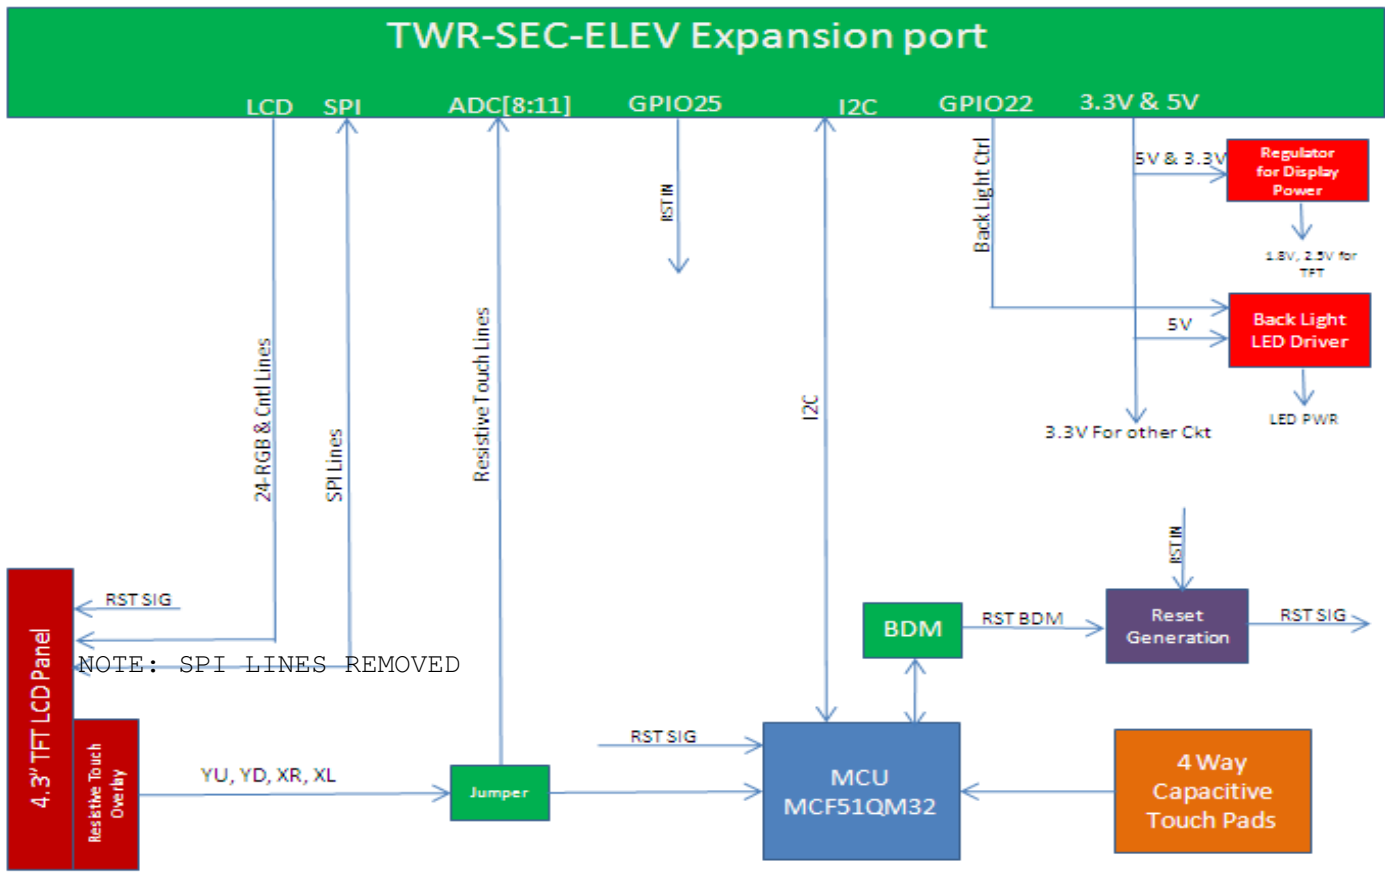 TWR-SEC-ELEV Expansion port
LCD
SPI
ADC[8:11]
GPIO25
I2C
GPIO22
3.3V & 5V
24-RGB & Cntl Lines
SPI Lines
Resistive Touch Lines
RST IN
I2C
Back Light Ctrl
5V & 3.3V
Regulator
for Display
Power
1.8V, 2.5V for
TFT
5V
Back Light
LED Driver
LED PWR
3.3V For other Ckt
RST IN
RST SIG
BDM
RST BDM
Reset
Generation
RST SIG
NOTE: SPI LINES REMOVED
4.3” TFT LCD Panel
Resistive Touch
Overlay
YU, YD, XR, XL
Jumper
RST SIG
MCU
MCF51QM32
4 Way
Capacitive
Touch Pads